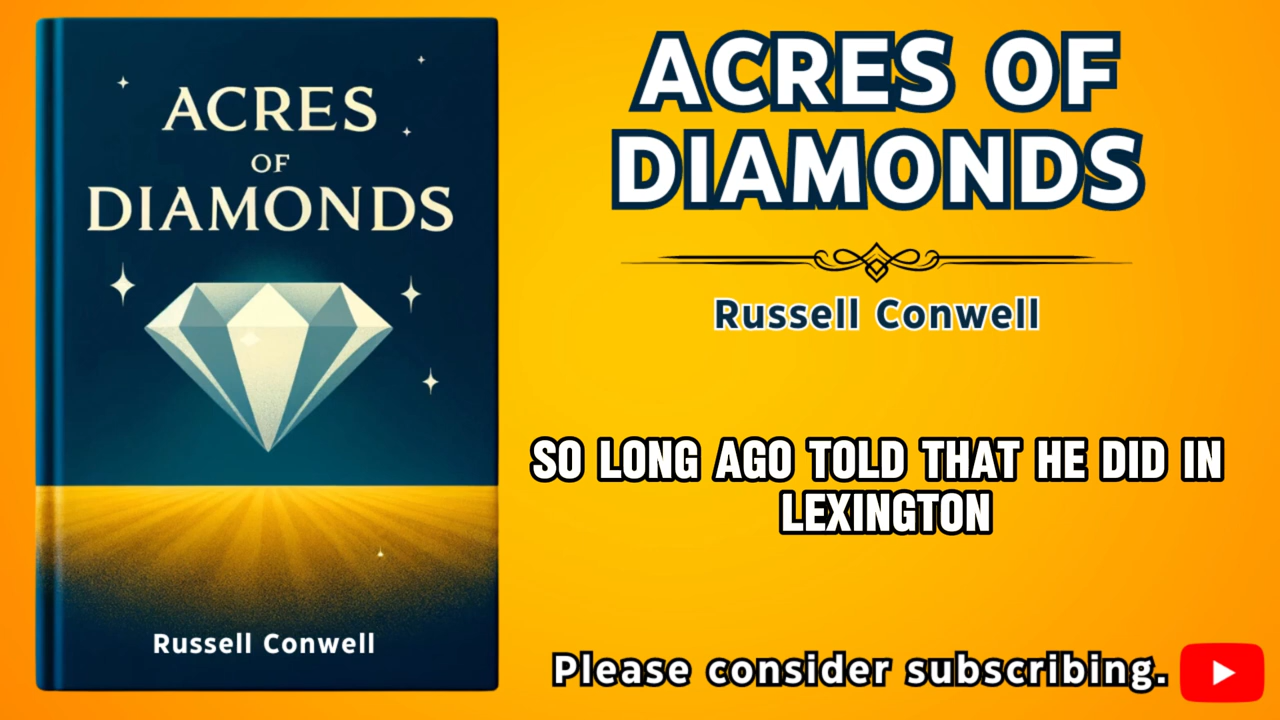 ACRES
OF
DIAMONDS
Russell Conwell
ACRES OF
DIAMONDS
Russell Conwell
SO LONG AGO TOLD THAT HE DID IN
LEXINGTON
Please consider subscribing.